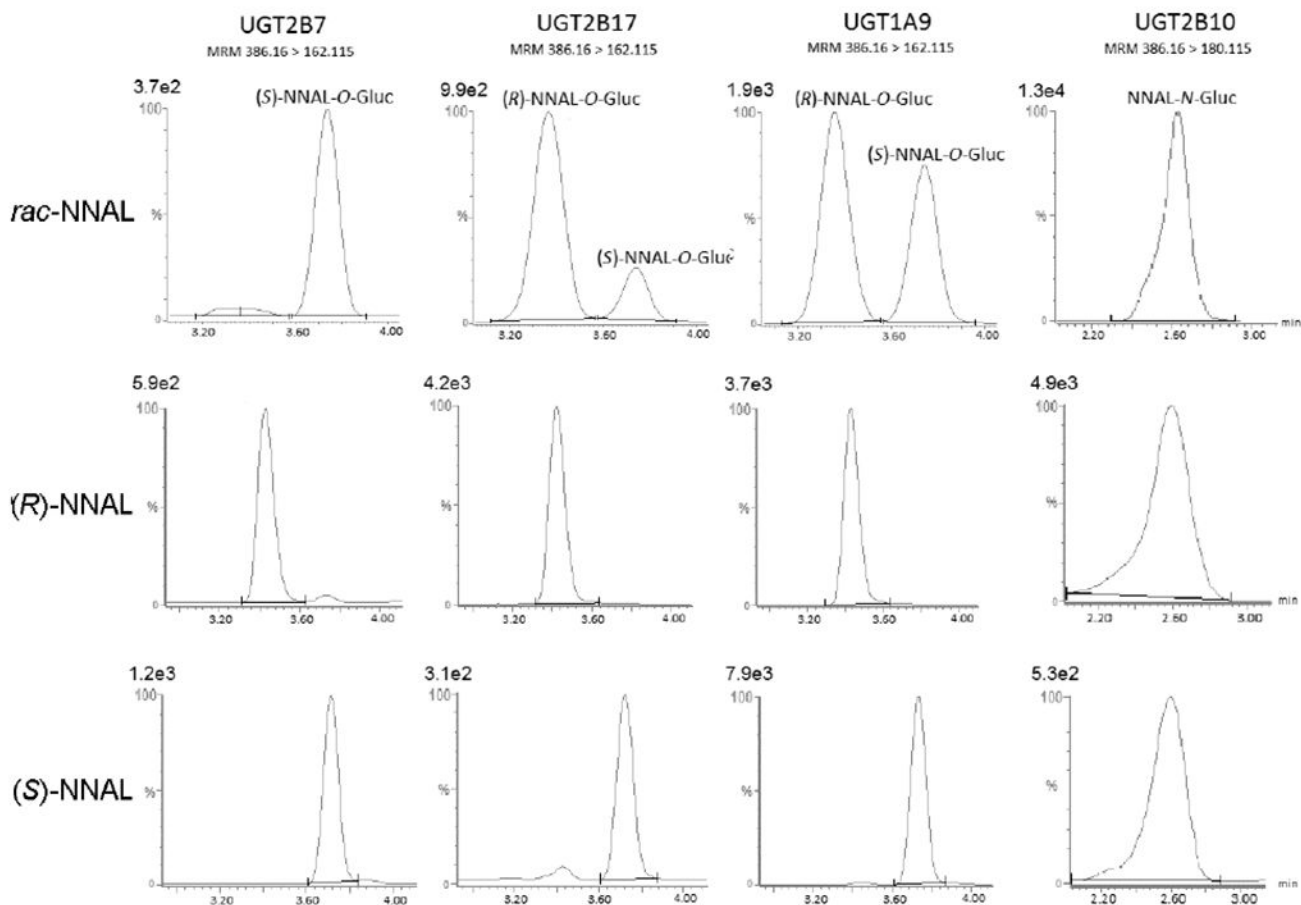 UGT2B7 UGT2B17 UGT1A9 UGT2B10
MRM 386.16 > 162.115 MRM 386.16 > 162.115 MRM 386.16 > 162.115 MRM 386.16 > 180.115
3.7e2 9.9e2 1.9e3 1.3e4
(S)-NNAL-O-Gluc (R)-NNAL-O-Gluc (R)-NNAL-O-Gluc NNAL-N-Gluc
100 100 100 100
(S)-NNAL-O-Gluc
rac-NNAL % % % %
(S)-NNAL-O-Gluc
0 0 0 0
3.20 3.60 4.00 3.20 3.60 4.00 3.20 3.60 4.00 2.20 2.60 3.00 min
5.9e2 4.2e3 3.7e3 4.9e3
100 100 100 100
(R)-NNAL % % % %
0 0 0 0
3.20 3.60 4.00 3.20 3.60 4.00 3.20 3.60 4.00 2.20 2.60 3.00 min
1.2e3 3.1e2 7.9e3 5.3e2
100 100 100 100
(S)-NNAL % % % %
0 0 0 0
3.20 3.60 4.00 3.20 3.60 4.00 3.20 3.60 4.00 2.20 2.60 3.00 min